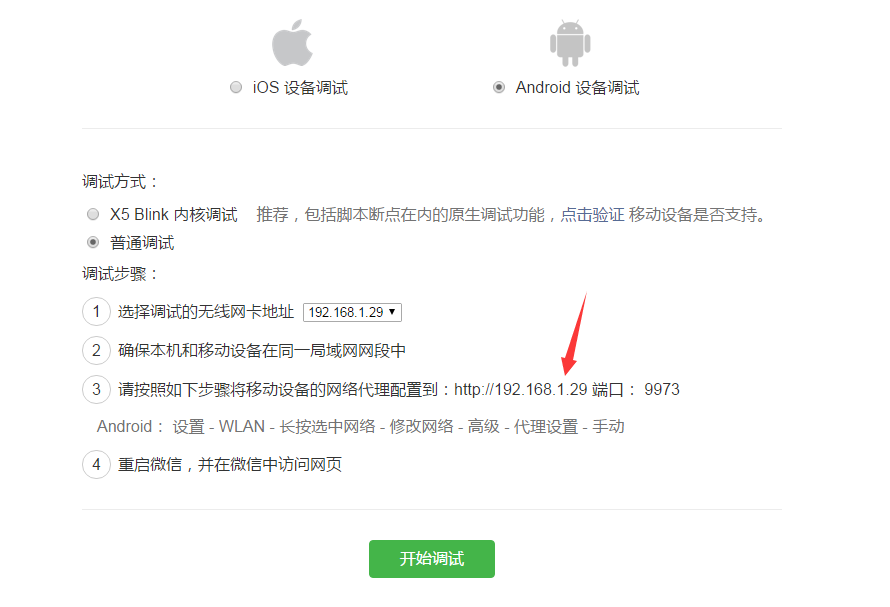 iOS 设备调试 Android 设备调试
调试方式：
X5 Blink 内核调试 推荐，包括脚本断点在内的原生调试功能，点击验证 移动设备是否支持。
普通调试
调试步骤：
1 选择调试的无线网卡地址 192.168.1.29
2 确保本机和移动设备在同一局域网网段中
3 请按照如下步骤将移动设备的网络代理配置到：http://192.168.1.29 端口： 9973
Android： 设置 - WLAN - 长按选中网络 - 修改网络 - 高级 - 代理设置 - 手动
4 重启微信，并在微信中访问网页
开始调试